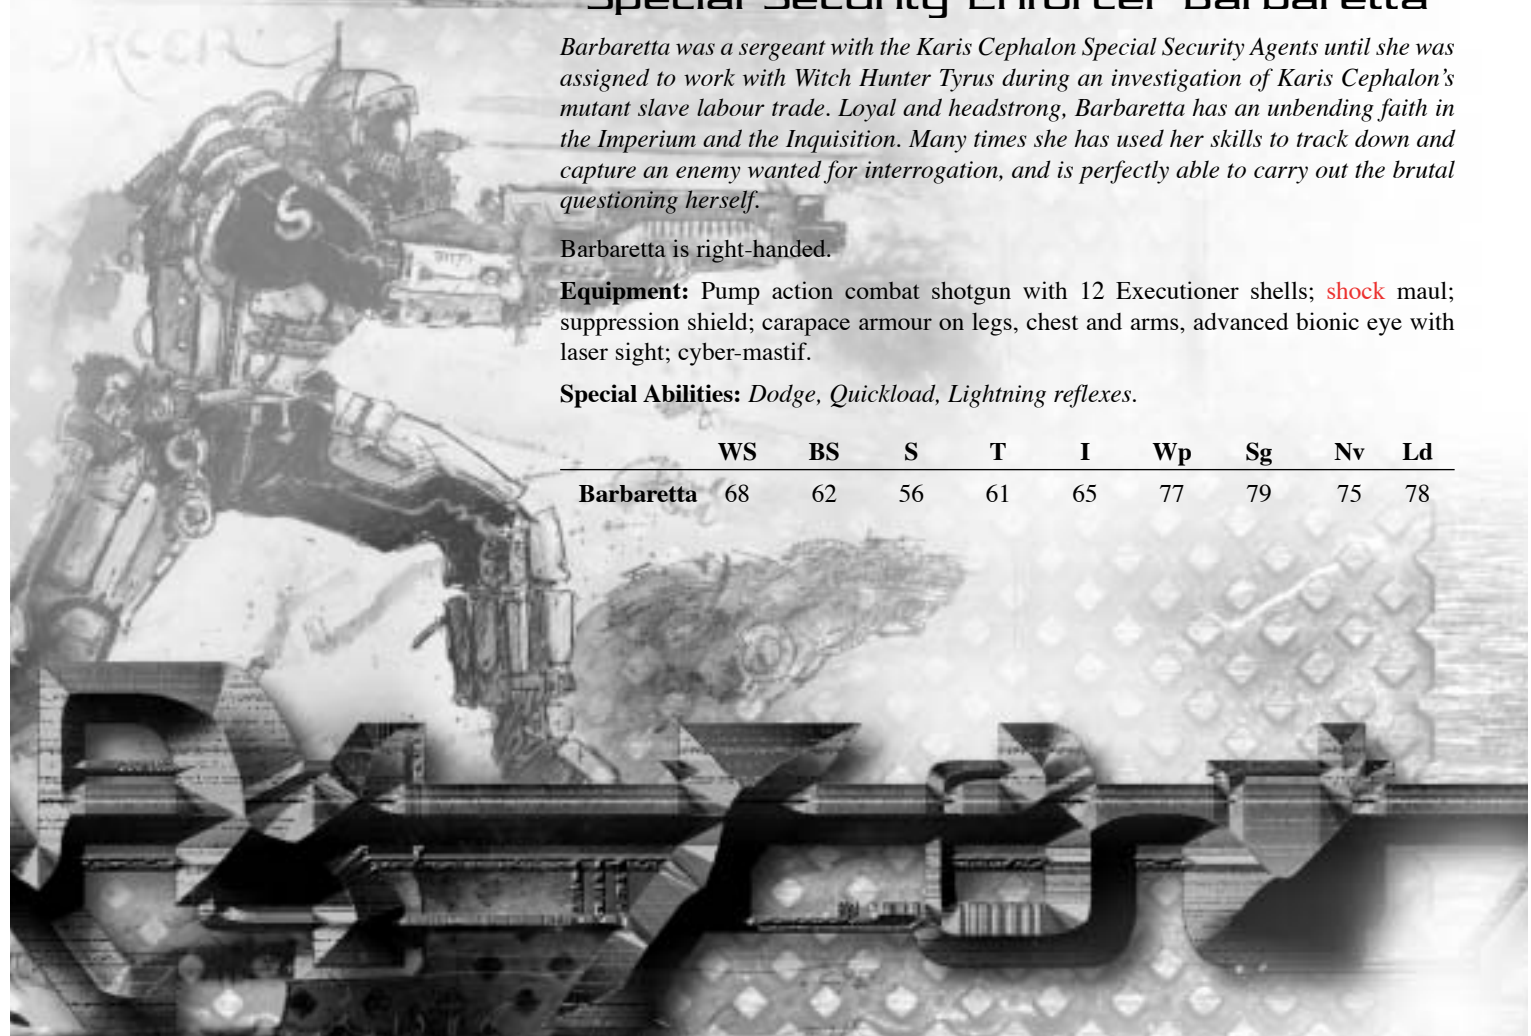 Special Security Enforcer Barbaretta
Barbaretta was a sergeant with the Karis Cephalon Special Security Agents until she was
assigned to work with Witch Hunter Tyrus during an investigation of Karis Cephalon's
mutant slave labour trade. Loyal and headstrong, Barbaretta has an unbending faith in
the Imperium and the Inquisition. Many times she has used her skills to track down and
capture an enemy wanted for interrogation, and is perfectly able to carry out the brutal
questioning herself.
Barbaretta is right-handed.
Equipment: Pump action combat shotgun with 12 Executioner shells; shock maul;
suppression shield; carapace armour on legs, chest and arms, advanced bionic eye with
laser sight; cyber-mastif.
Special Abilities: Dodge, Quickload, Lightning reflexes.
WS BS S T I Wp Sg Nv Ld
Barbaretta 68 62 56 61 65 77 79 75 78